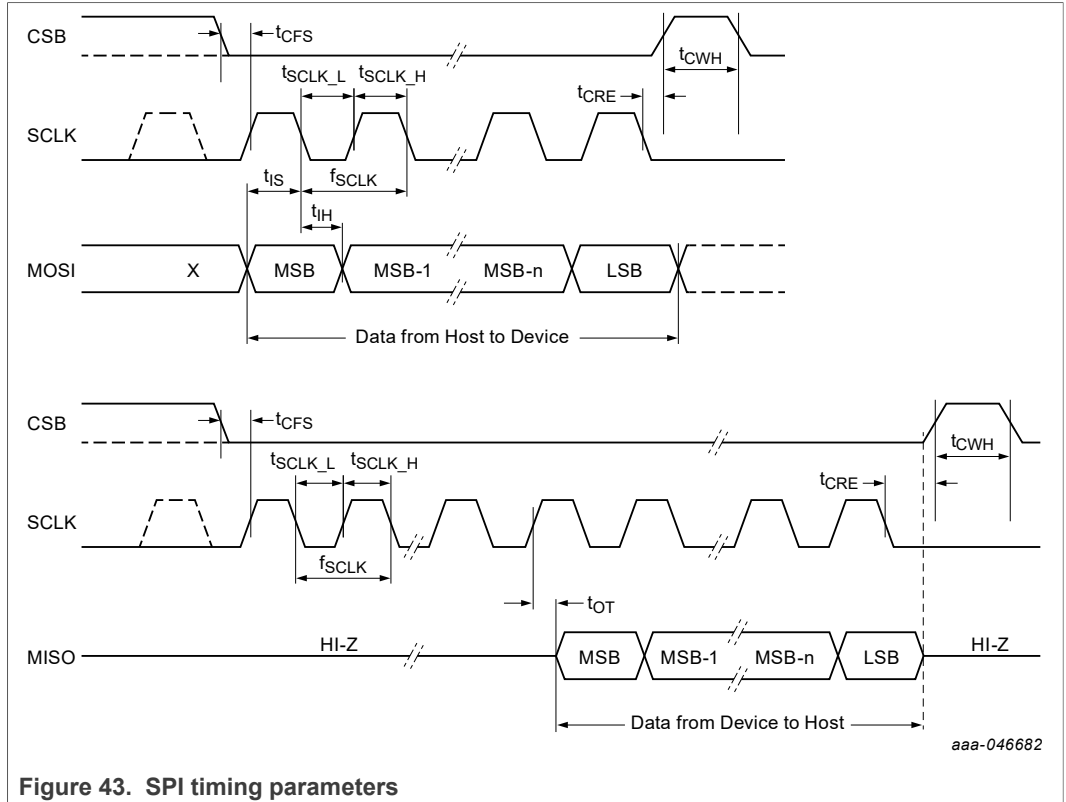 CSB
tCFS
tSCLK_L tSCLK_H
tCWH
tCRE
SCLK
tIS fSCLK
tIH
MOSI X MSB MSB-1 MSB-n LSB
Data from Host to Device
CSB
tCFS
tSCLK_L tSCLK_H
tCWH
tCRE
SCLK
fSCLK
tOT
MISO HI-Z MSB MSB-1 MSB-n LSB HI-Z
Data from Device to Host
aaa-046682
Figure 43. SPI timing parameters